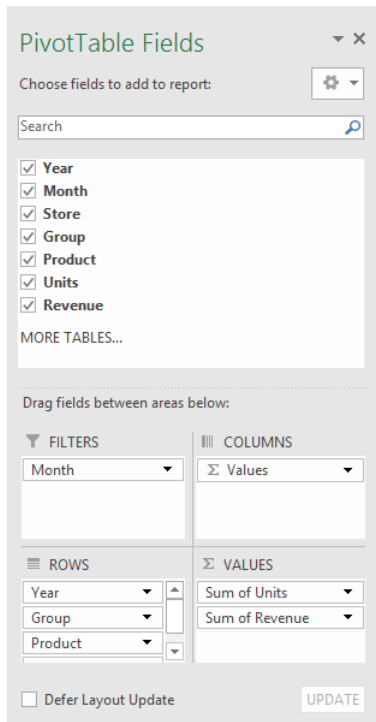 PivotTable Fields
Choose fields to add to report:
Search
Year
Month
Store
Group
Product
Units
Revenue
MORE TABLES...
Drag fields between areas below:
FILTERS
Month
COLUMNS
Σ Values
ROWS
Year
Group
Product
Σ VALUES
Sum of Units
Sum of Revenue
Defer Layout Update
UPDATE